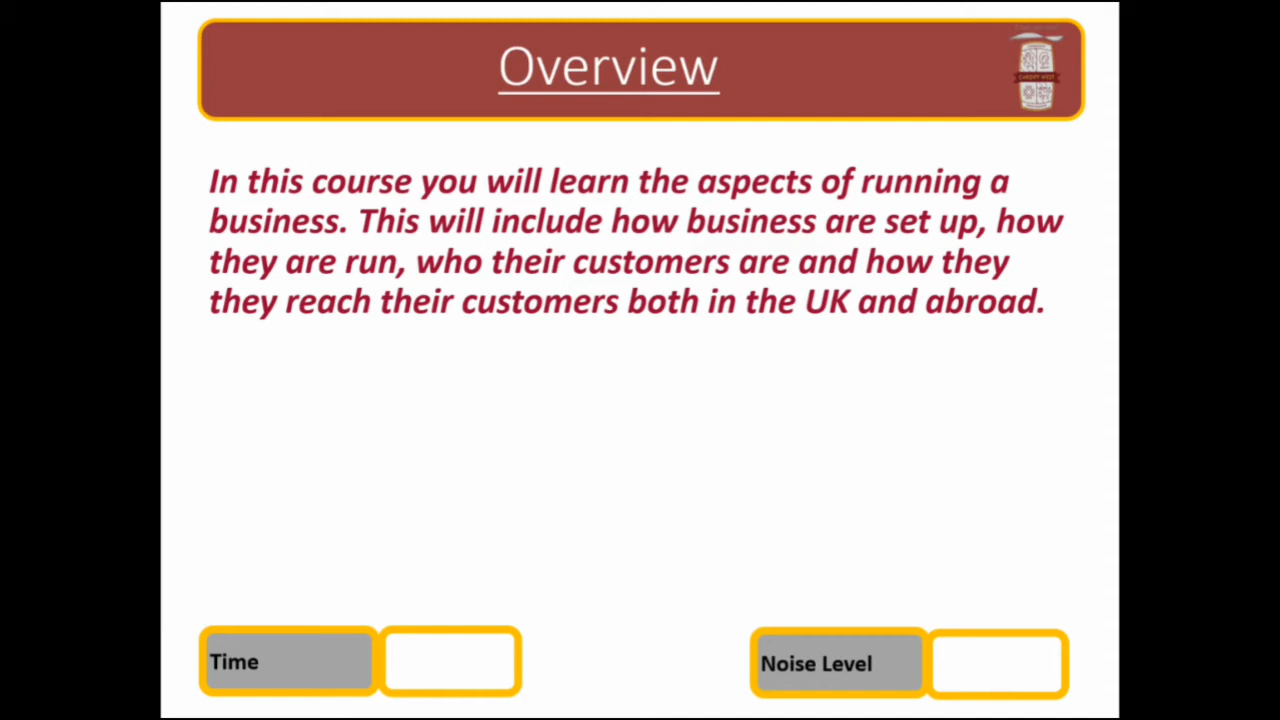 Overview
CARDIFF WEST
In this course you will learn the aspects of running a
business. This will include how business are set up, how
they are run, who their customers are and how they
they reach their customers both in the UK and abroad.
Time
Noise Level